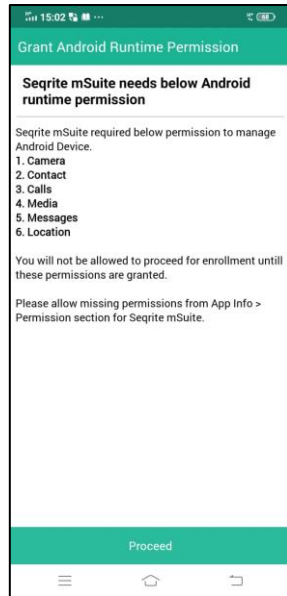 15:02
Grant Android Runtime Permission
Seqrite mSuite needs below Android
runtime permission
Seqrite mSuite required below permission to manage
Android Device.
1. Camera
2. Contact
3. Calls
4. Media
5. Messages
6. Location
You will not be allowed to proceed for enrollment untill
these permissions are granted.
Please allow missing permissions from App Info >
Permission section for Seqrite mSuite.
Proceed